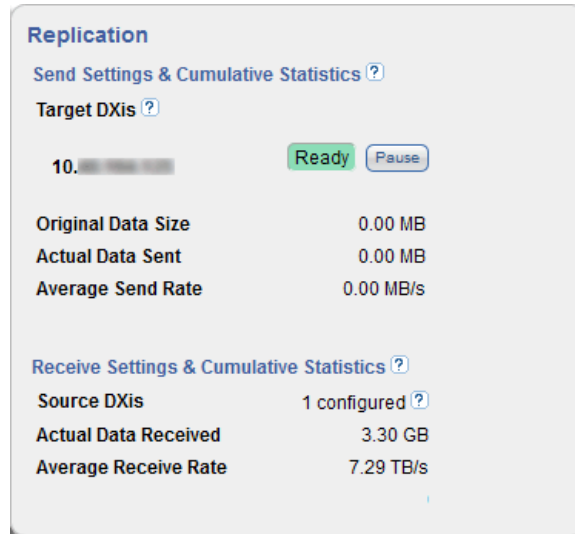 Replication
Send Settings & Cumulative Statistics ?
Target DXis ?
10. Ready Pause
Original Data Size 0.00 MB
Actual Data Sent 0.00 MB
Average Send Rate 0.00 MB/s
Receive Settings & Cumulative Statistics ?
Source DXis 1 configured ?
Actual Data Received 3.30 GB
Average Receive Rate 7.29 TB/s